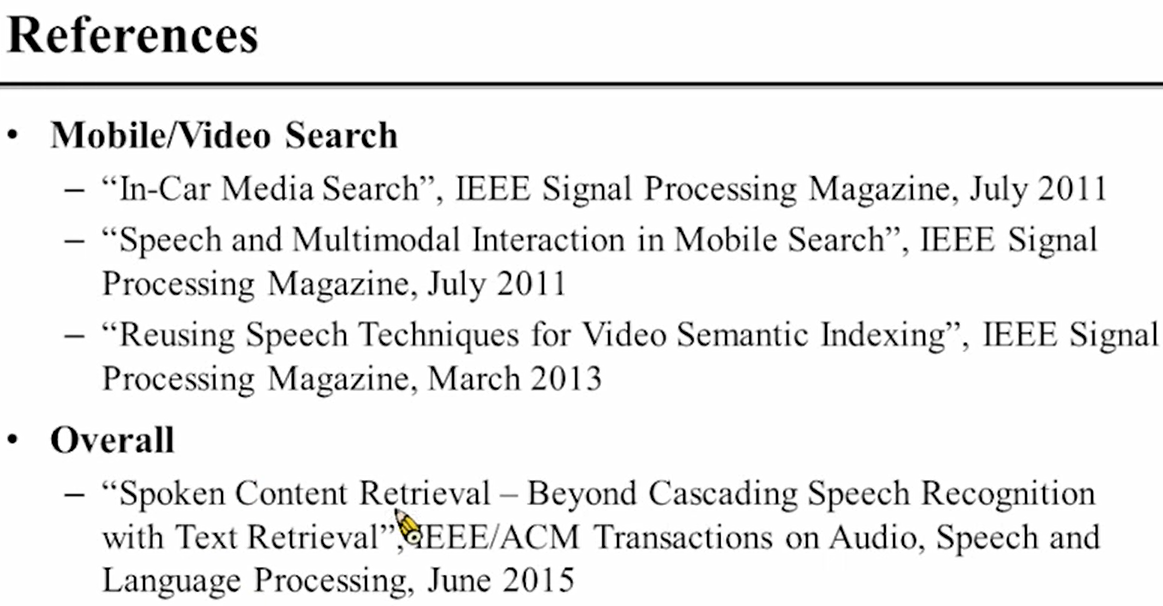 References
• Mobile/Video Search
– “In-Car Media Search”, IEEE Signal Processing Magazine, July 2011
– “Speech and Multimodal Interaction in Mobile Search”, IEEE Signal
Processing Magazine, July 2011
– “Reusing Speech Techniques for Video Semantic Indexing”, IEEE Signal
Processing Magazine, March 2013
• Overall
– “Spoken Content Retrieval – Beyond Cascading Speech Recognition
with Text Retrieval”, IEEE/ACM Transactions on Audio, Speech and
Language Processing, June 2015